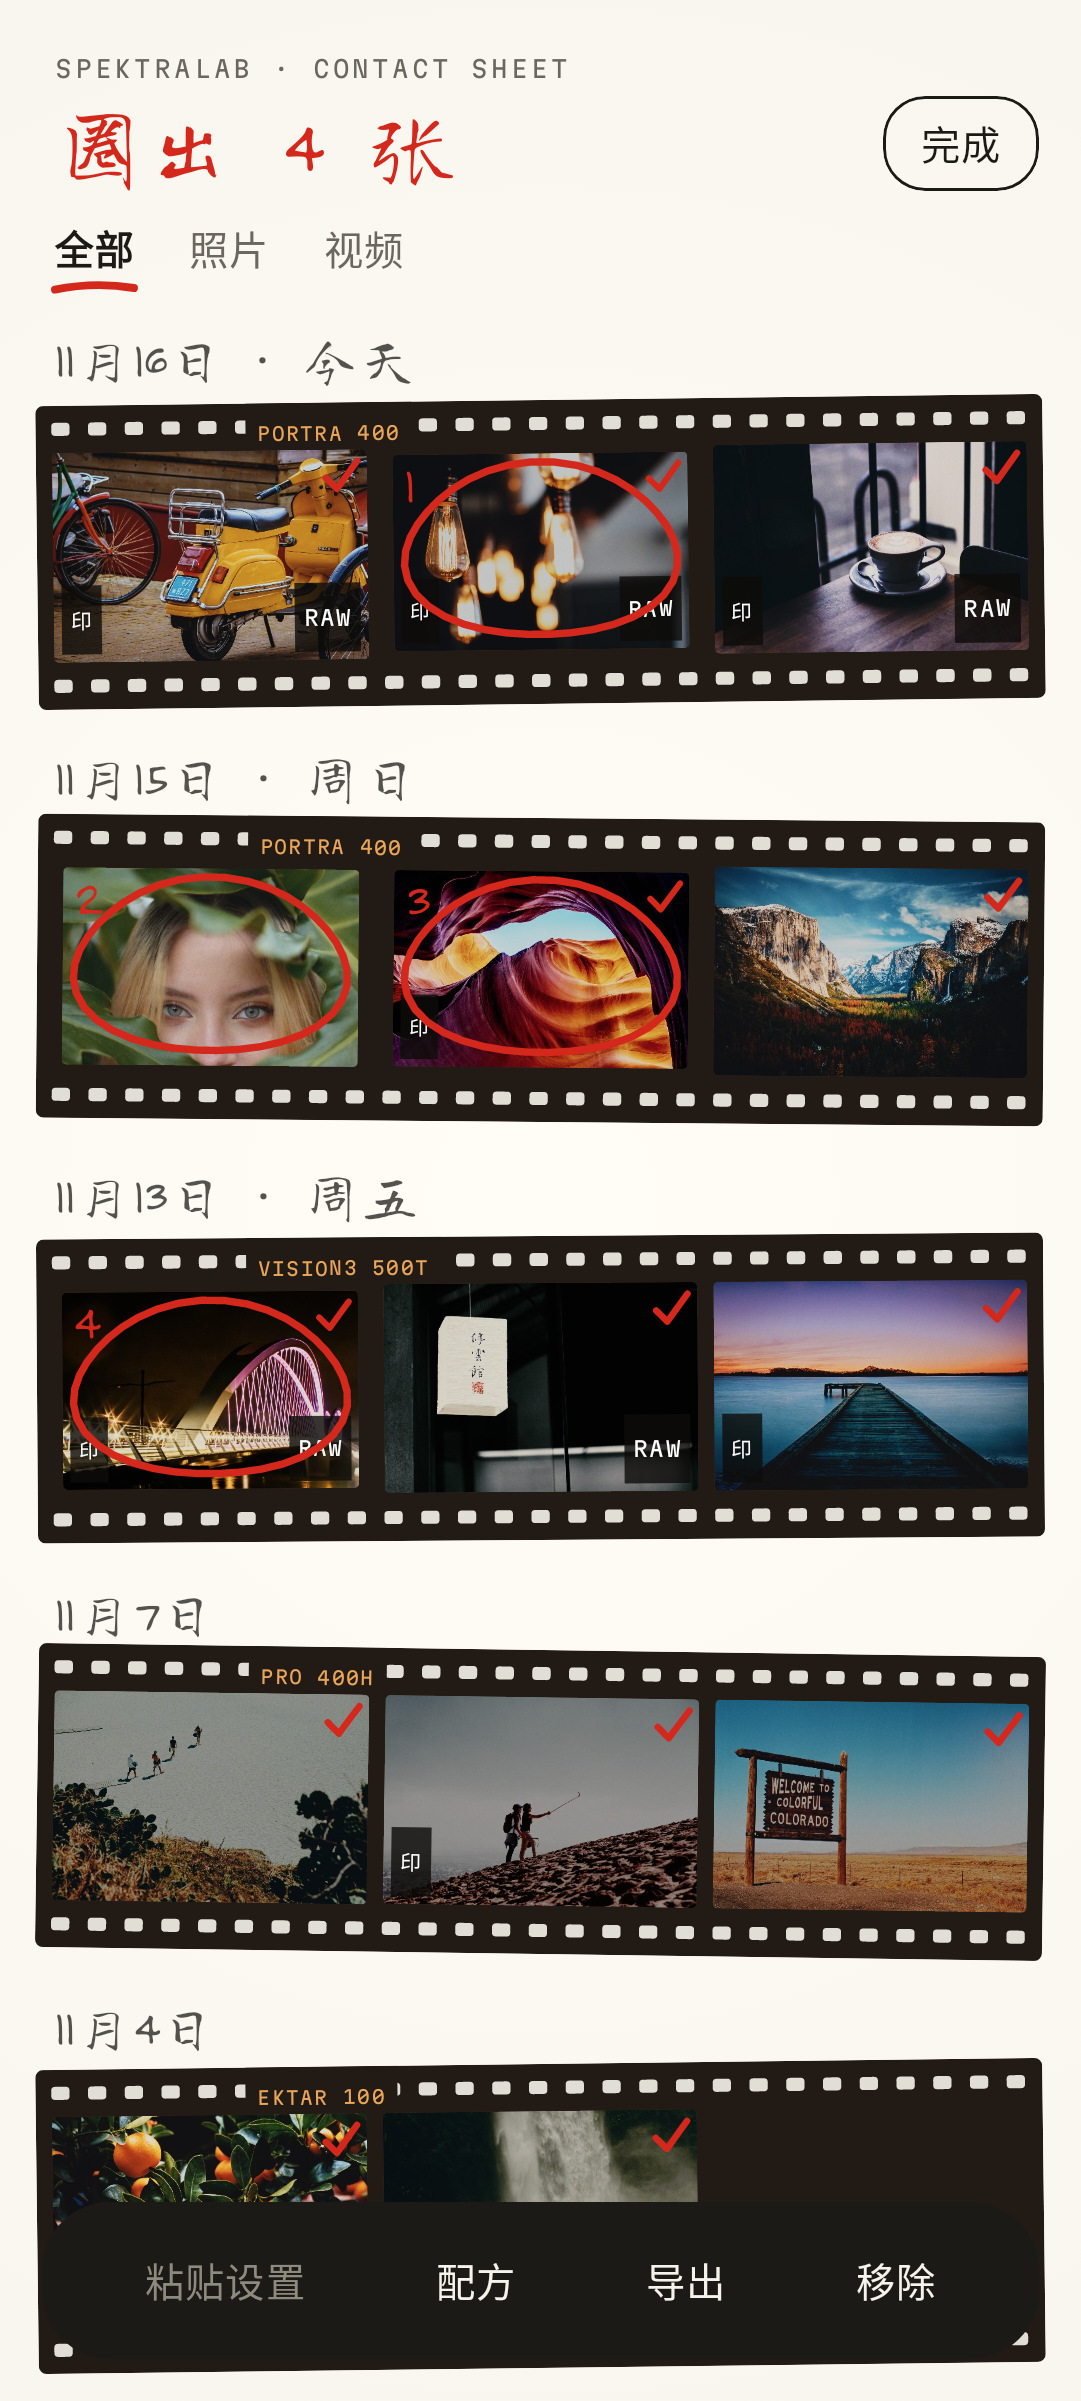 SPEKTRALAB · CONTACT SHEET
圈出 4 张
完成
全部 照片 视频
11月16日 · 今天
PORTRA 400
1
印 RAW 印 RAW 印 RAW
11月15日 · 周日
PORTRA 400
2 3
印
11月13日 · 周五
VISION3 500T
4
停雲館
印 RAW RAW 印
11月7日
PRO 400H
WELCOME TO
COLORFUL
COLORADO
印
11月4日
EKTAR 100
粘贴设置 配方 导出 移除